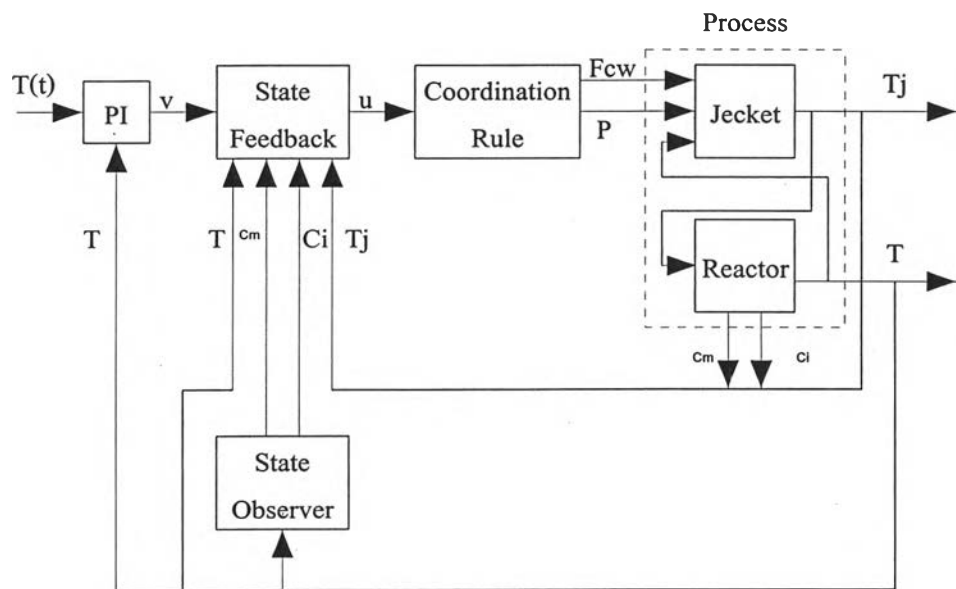 Process
T(t)
PI
v
State
Feedback
u
Coordination
Rule
Fcw
P
Jecket
Tj
T
T
Cm
Ci
Tj
Reactor
T
Cm
Ci
State
Observer